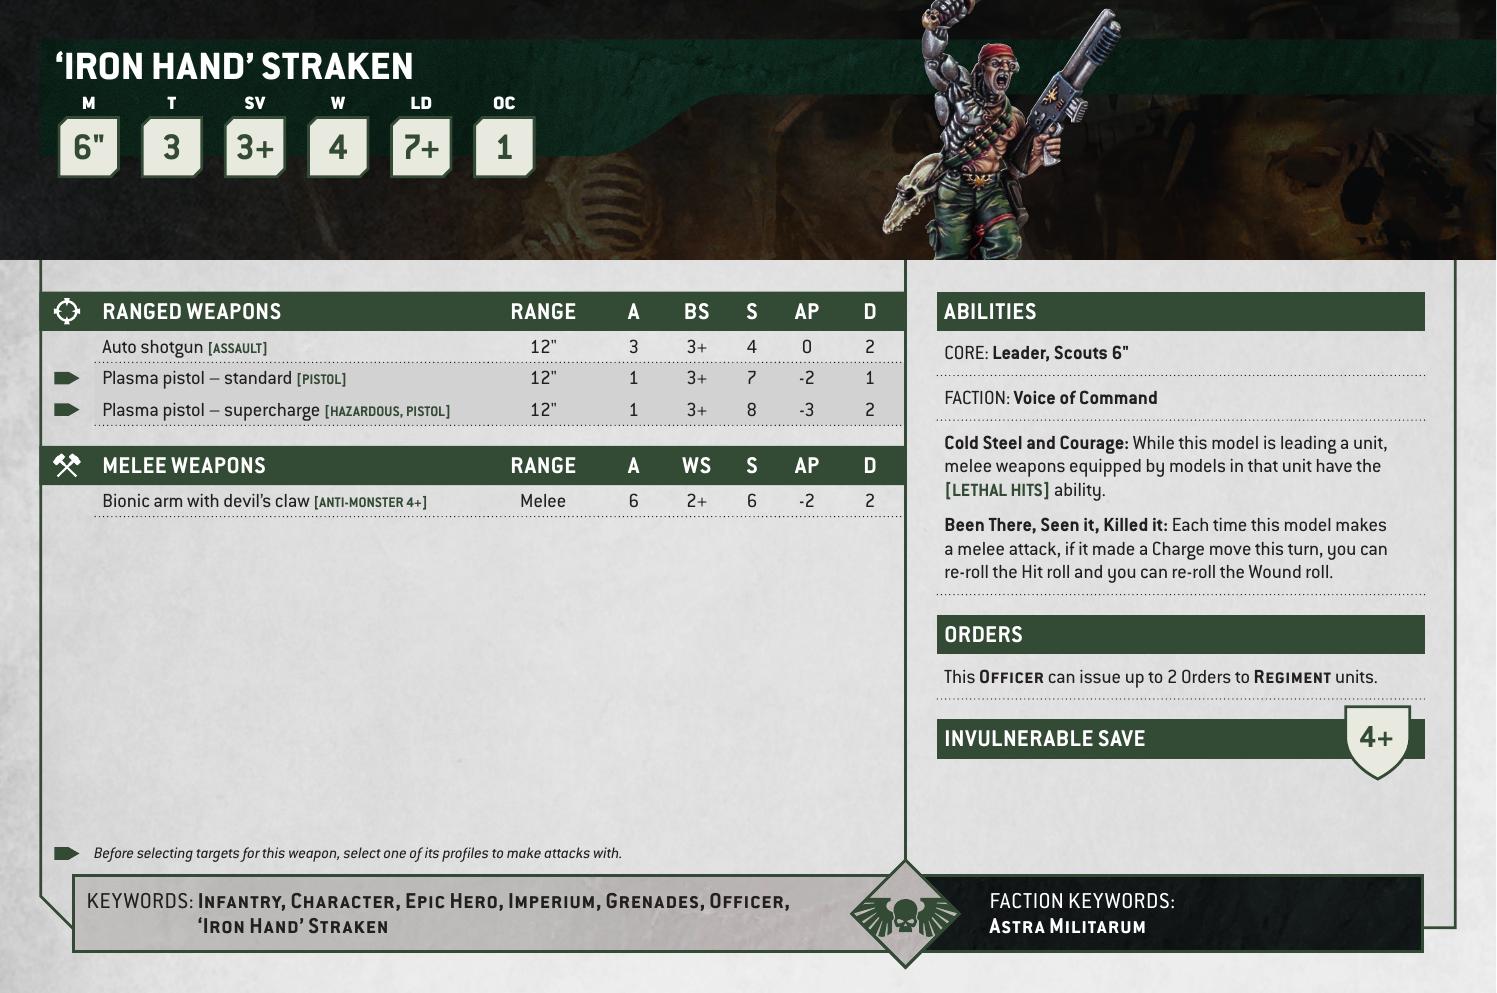 ‘IRON HAND’ STRAKEN
M T SV W LD OC
6" 3 3+ 4 7+ 1
RANGED WEAPONS RANGE A BS S AP D
Auto shotgun [ASSAULT] 12" 3 3+ 4 0 2
Plasma pistol – standard [PISTOL] 12" 1 3+ 7 -2 1
Plasma pistol – supercharge [HAZARDOUS, PISTOL] 12" 1 3+ 8 -3 2
MELEE WEAPONS RANGE A WS S AP D
Bionic arm with devil’s claw [ANTI-MONSTER 4+] Melee 6 2+ 6 -2 2
Before selecting targets for this weapon, select one of its profiles to make attacks with.
ABILITIES
CORE: Leader, Scouts 6"
FACTION: Voice of Command
Cold Steel and Courage: While this model is leading a unit,
melee weapons equipped by models in that unit have the
[LETHAL HITS] ability.
Been There, Seen it, Killed it: Each time this model makes
a melee attack, if it made a Charge move this turn, you can
re-roll the Hit roll and you can re-roll the Wound roll.
ORDERS
This OFFICER can issue up to 2 Orders to REGIMENT units.
INVULNERABLE SAVE 4+
KEYWORDS: INFANTRY, CHARACTER, EPIC HERO, IMPERIUM, GRENADES, OFFICER,
‘IRON HAND’ STRAKEN
FACTION KEYWORDS:
ASTRA MILITARUM